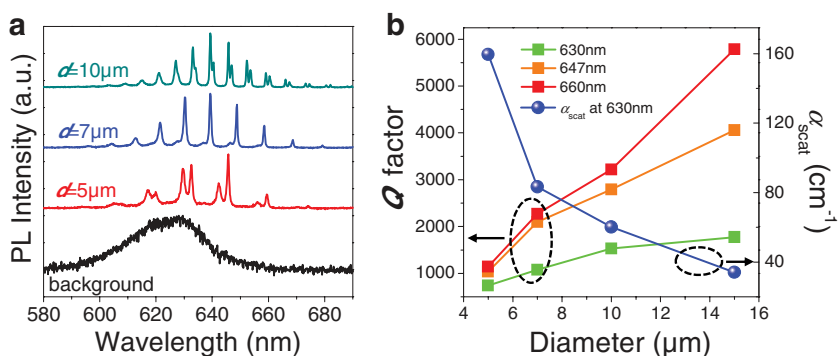 a
d=10µm
d=7µm
d=5µm
background
PL Intensity (a.u.)
580 600 620 640 660 680
Wavelength (nm)
b
630nm
647nm
660nm
αscat at 630nm
6000
5000
4000
3000
2000
1000
Q factor
160
120
80
40
αscat (cm-1)
4 6 8 10 12 14 16
Diameter (µm)